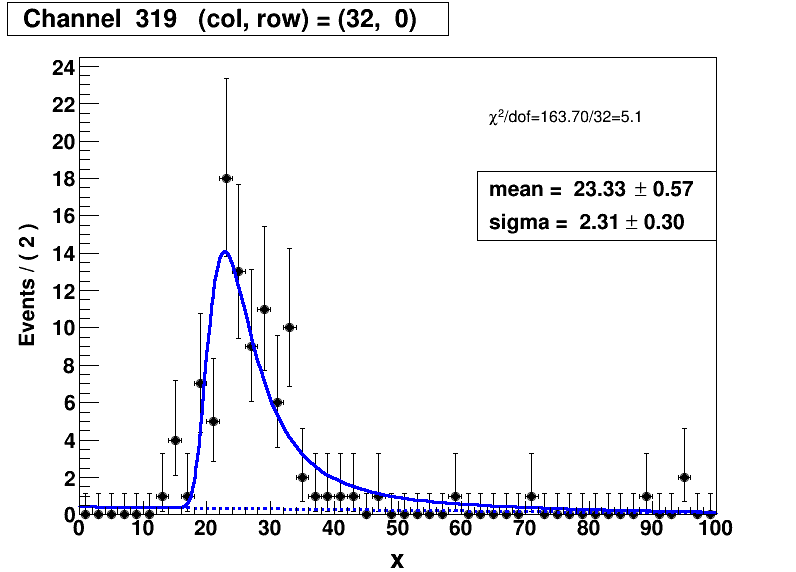 Channel 319 (col, row) = (32, 0)
24
22
20
18
16
14
12
10
8
6
4
2
0
Events / ( 2 )
χ²/dof=163.70/32=5.1
mean = 23.33 ± 0.57
sigma = 2.31 ± 0.30
0 10 20 30 40 50 60 70 80 90 100
x